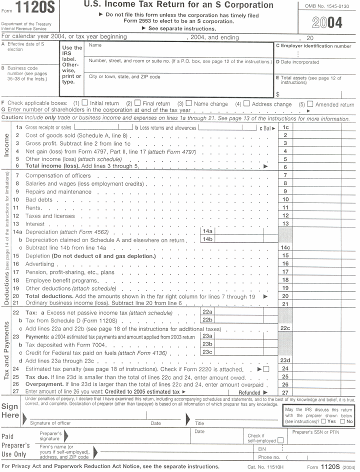 Form 1120S
U.S. Income Tax Return for an S Corporation
OMB No. 1545-0130
▶ Do not file this form unless the corporation has timely filed
Form 2553 to elect to be an S corporation.
▶ See separate instructions.
2004
Department of the Treasury
Internal Revenue Service
For calendar year 2004, or tax year beginning , 2004, and ending , 20
A Effective date of S election
Use the IRS label. Otherwise, print or type.
Name
C Employer identification number
Number, street, and room or suite no. (If a P.O. box, see page 12 of the instructions.)
D Date incorporated
B Business code number (see pages 36-38 of the Insts.)
City or town, state, and ZIP code
E Total assets (see page 12 of instructions)
$
F Check applicable boxes: (1) Initial return (2) Final return (3) Name change (4) Address change (5) Amended return
G Enter number of shareholders in the corporation at end of the tax year
Caution: Include only trade or business income and expenses on lines 1a through 21. See page 13 of the instructions for more information.
Income
1a Gross receipts or sales b Less returns and allowances c Bal ▶ 1c
2 Cost of goods sold (Schedule A, line 8) 2
3 Gross profit. Subtract line 2 from line 1c 3
4 Net gain (loss) from Form 4797, Part II, line 17 (attach Form 4797) 4
5 Other income (loss) (attach schedule) 5
6 Total income (loss). Add lines 3 through 5 ▶ 6
Deductions (see page 14 of the instructions for limitations)
7 Compensation of officers 7
8 Salaries and wages (less employment credits) 8
9 Repairs and maintenance 9
10 Bad debts 10
11 Rents 11
12 Taxes and licenses 12
13 Interest 13
14a Depreciation (attach Form 4562) 14a
b Depreciation claimed on Schedule A and elsewhere on return 14b
c Subtract line 14b from line 14a 14c
15 Depletion (Do not deduct oil and gas depletion.) 15
16 Advertising 16
17 Pension, profit-sharing, etc., plans 17
18 Employee benefit programs 18
19 Other deductions (attach schedule) 19
20 Total deductions. Add the amounts shown in the far right column for lines 7 through 19 ▶ 20
21 Ordinary business income (loss). Subtract line 20 from line 6 21
Tax and Payments
22 Tax: a Excess net passive income tax (attach schedule) 22a
b Tax from Schedule D (Form 1120S) 22b
c Add lines 22a and 22b (see page 18 of the instructions for additional taxes) 22c
23 Payments: a 2004 estimated tax payments and amount applied from 2003 return 23a
b Tax deposited with Form 7004 23b
c Credit for Federal tax paid on fuels (attach Form 4136) 23c
d Add lines 23a through 23c 23d
24 Estimated tax penalty (see page 18 of instructions). Check if Form 2220 is attached ▶ 24
25 Tax due. If line 23d is smaller than the total of lines 22c and 24, enter amount owed 25
26 Overpayment. If line 23d is larger than the total of lines 22c and 24, enter amount overpaid 26
27 Enter amount of line 26 you want: Credited to 2005 estimated tax ▶ Refunded ▶ 27
Sign Here
Under penalties of perjury, I declare that I have examined this return, including accompanying schedules and statements, and to the best of my knowledge and belief, it is true, correct, and complete. Declaration of preparer (other than taxpayer) is based on all information of which preparer has any knowledge.
Signature of officer Date Title
May the IRS discuss this return with the preparer shown below (see instructions)? Yes No
Paid Preparer's Use Only
Preparer's signature
Date
Check if self-employed
Preparer's SSN or PTIN
Firm's name (or yours if self-employed), address, and ZIP code
EIN
Phone no. ( )
For Privacy Act and Paperwork Reduction Act Notice, see the separate instructions. Cat. No. 11510H Form 1120S